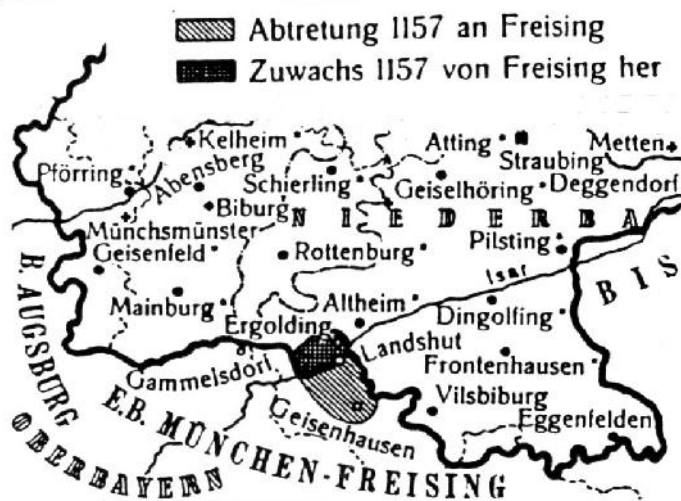 Abtretung 1157 an Freising
Zuwachs 1157 von Freising her
Kelheim
Atting
Metten
Straubing
Pförring
Abensberg
Schierling
Geiselhöring
Deggendorf
Biburg
NIEDERBA
Münchsmünster
Geisenfeld
Rottenburg
Pilsting
Isar
BIS
B. AUGSBURG
Mainburg
Altheim
Dingolfing
Ergolding
Landshut
Gammelsdorf
Frontenhausen
Vilsbiburg
Geisenhausen
Eggenfelden
E.B. MÜNCHEN-FREISING
OBERBAYERN